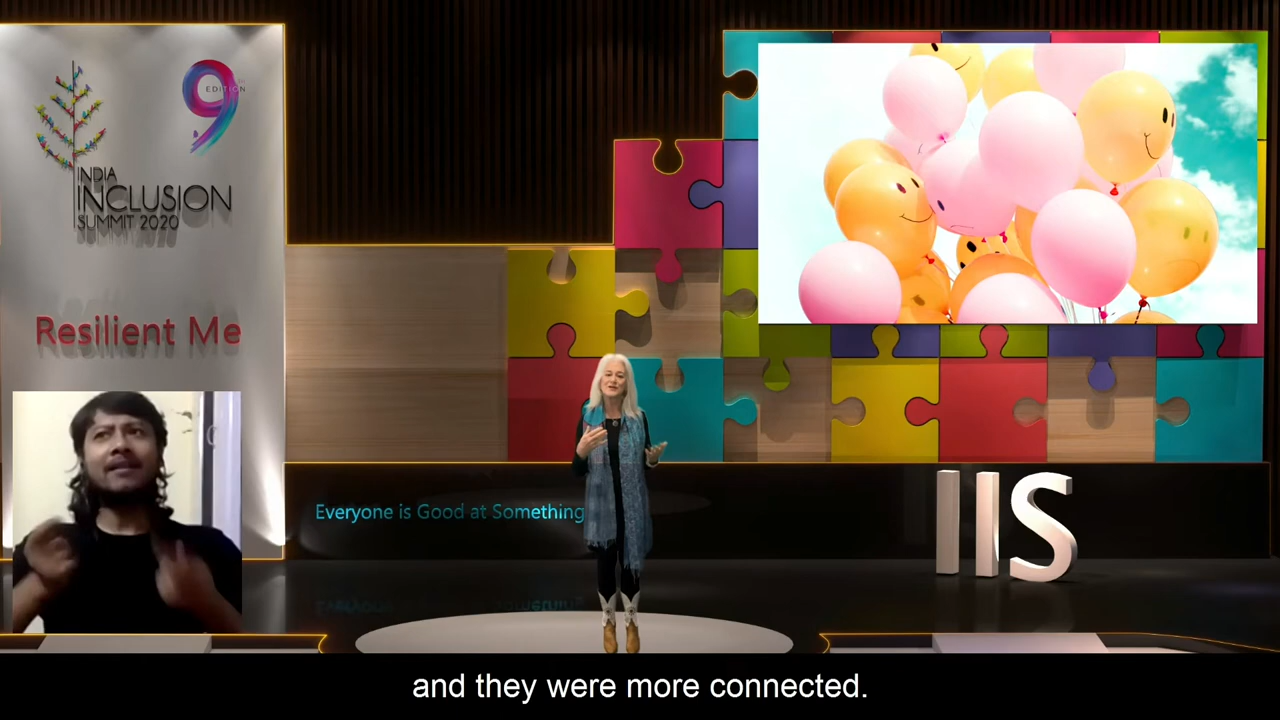 9
EDITION
INDIA
INCLUSION
SUMMIT 2020
Resilient Me
Everyone is Good at Something
IIS
and they were more connected.